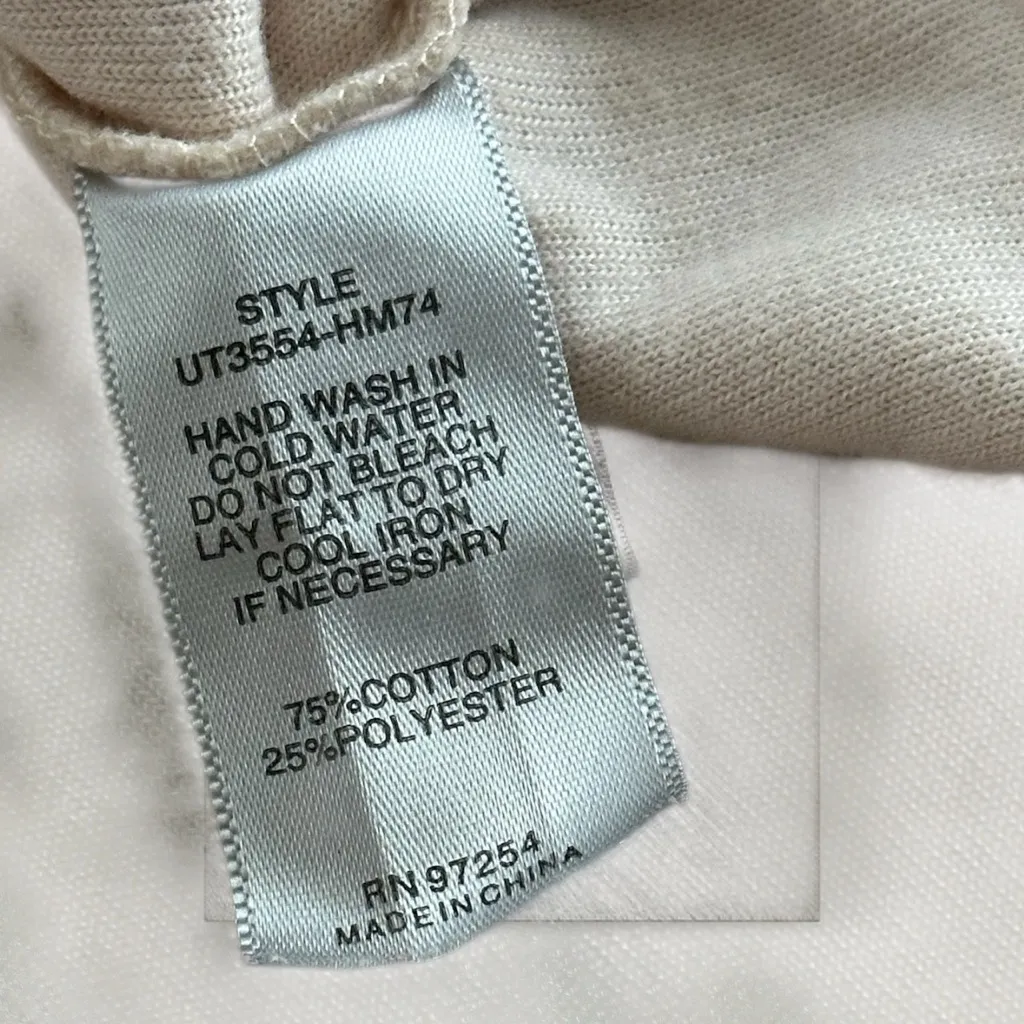 STYLE
UT3554-HM74
HAND WASH IN
COLD WATER
DO NOT BLEACH
LAY FLAT TO DRY
COOL IRON
IF NECESSARY
75%COTTON
25%POLYESTER
RN 97254
MADE IN CHINA